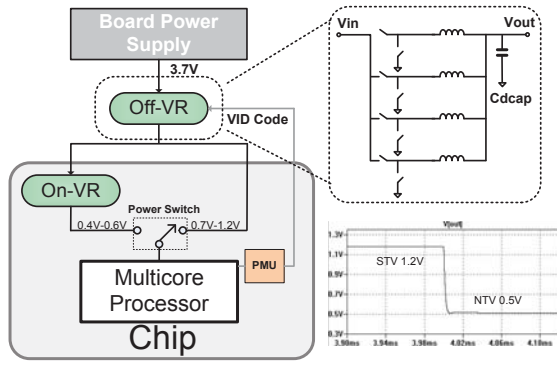 Board Power
Supply
3.7V
Off-VR
VID Code
On-VR
Power Switch
0.4V-0.6V
0.7V-1.2V
PMU
Multicore
Processor
Chip
Vin
Vout
Cdcap
V[out]
1.3V
1.1V
0.9V
0.7V
0.5V
0.3V
STV 1.2V
NTV 0.5V
3.90ms 3.94ms 3.98ms 4.02ms 4.06ms 4.10ms